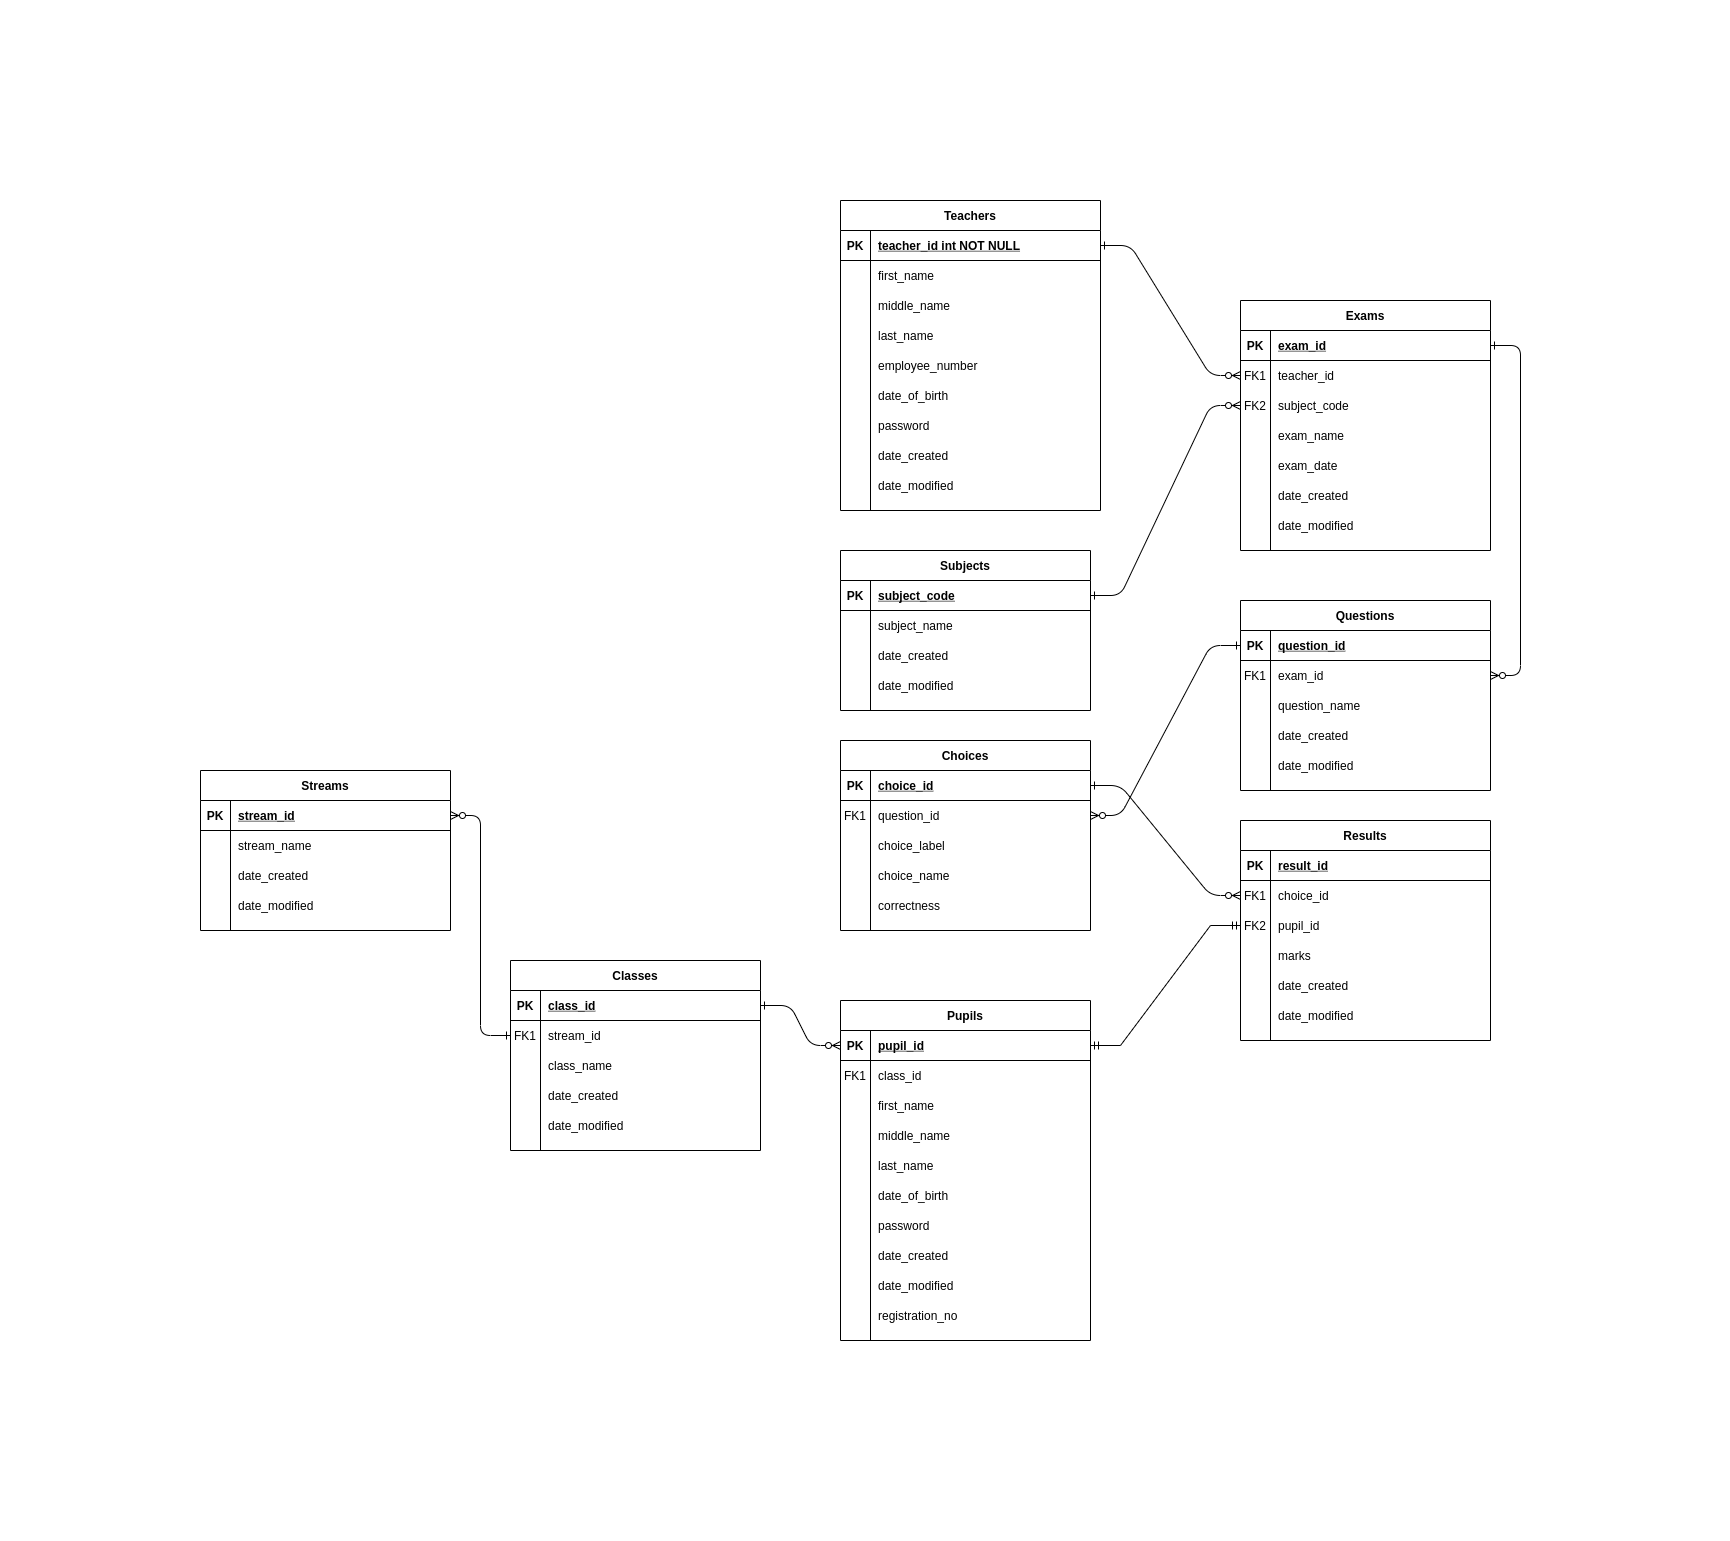 Teachers
PK teacher_id int NOT NULL
first_name
middle_name
last_name
employee_number
date_of_birth
password
date_created
date_modified
Exams
PK exam_id
FK1 teacher_id
FK2 subject_code
exam_name
exam_date
date_created
date_modified
Subjects
PK subject_code
subject_name
date_created
date_modified
Questions
PK question_id
FK1 exam_id
question_name
date_created
date_modified
Choices
PK choice_id
FK1 question_id
choice_label
choice_name
correctness
Streams
PK stream_id
stream_name
date_created
date_modified
Results
PK result_id
FK1 choice_id
FK2 pupil_id
marks
date_created
date_modified
Classes
PK class_id
FK1 stream_id
class_name
date_created
date_modified
Pupils
PK pupil_id
FK1 class_id
first_name
middle_name
last_name
date_of_birth
password
date_created
date_modified
registration_no